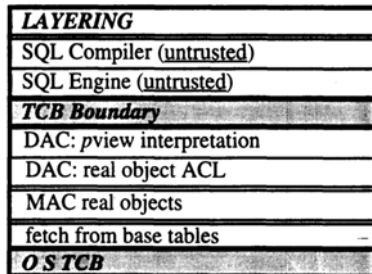 LAYERING
SQL Compiler (untrusted)
SQL Engine (untrusted)
TCB Boundary
DAC: pview interpretation
DAC: real object ACL
MAC real objects
fetch from base tables
O S TCB